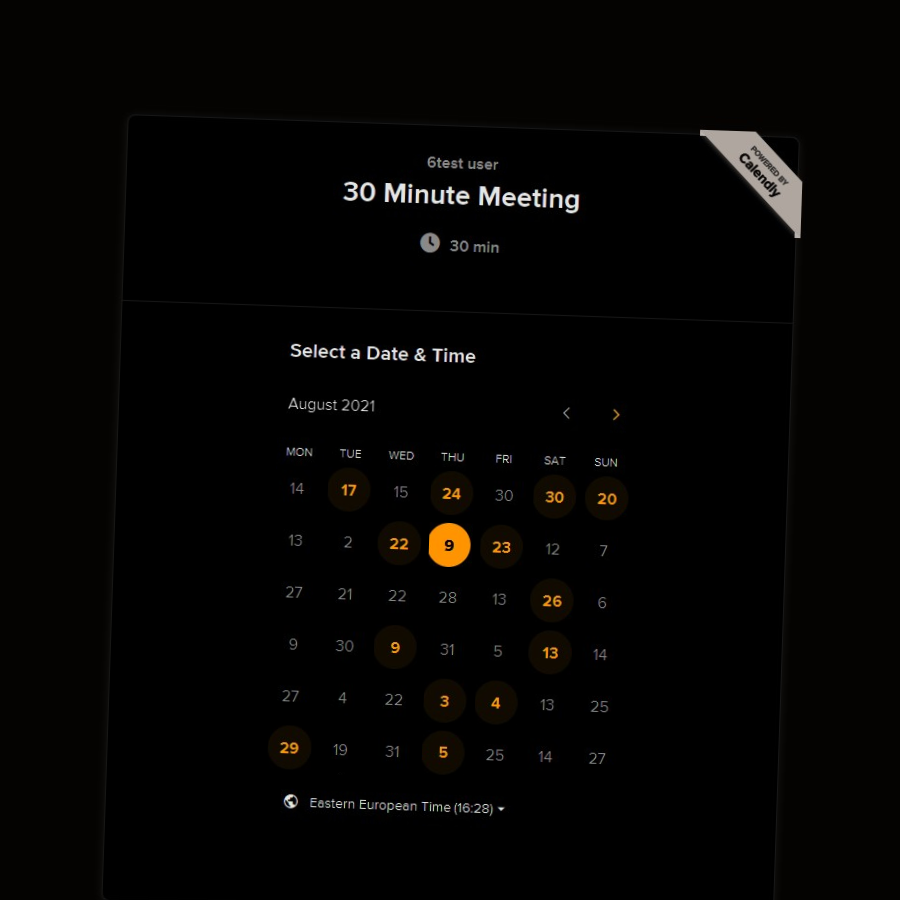 POWERED BY
Calendly
6test user
30 Minute Meeting
30 min
Select a Date & Time
August 2021
MON TUE WED THU FRI SAT SUN
14 17 15 24 30 30 20
13 2 22 9 23 12 7
27 21 22 28 13 26 6
9 30 9 31 5 13 14
27 4 22 3 4 13 25
29 19 31 5 25 14 27
Eastern European Time (16:28)